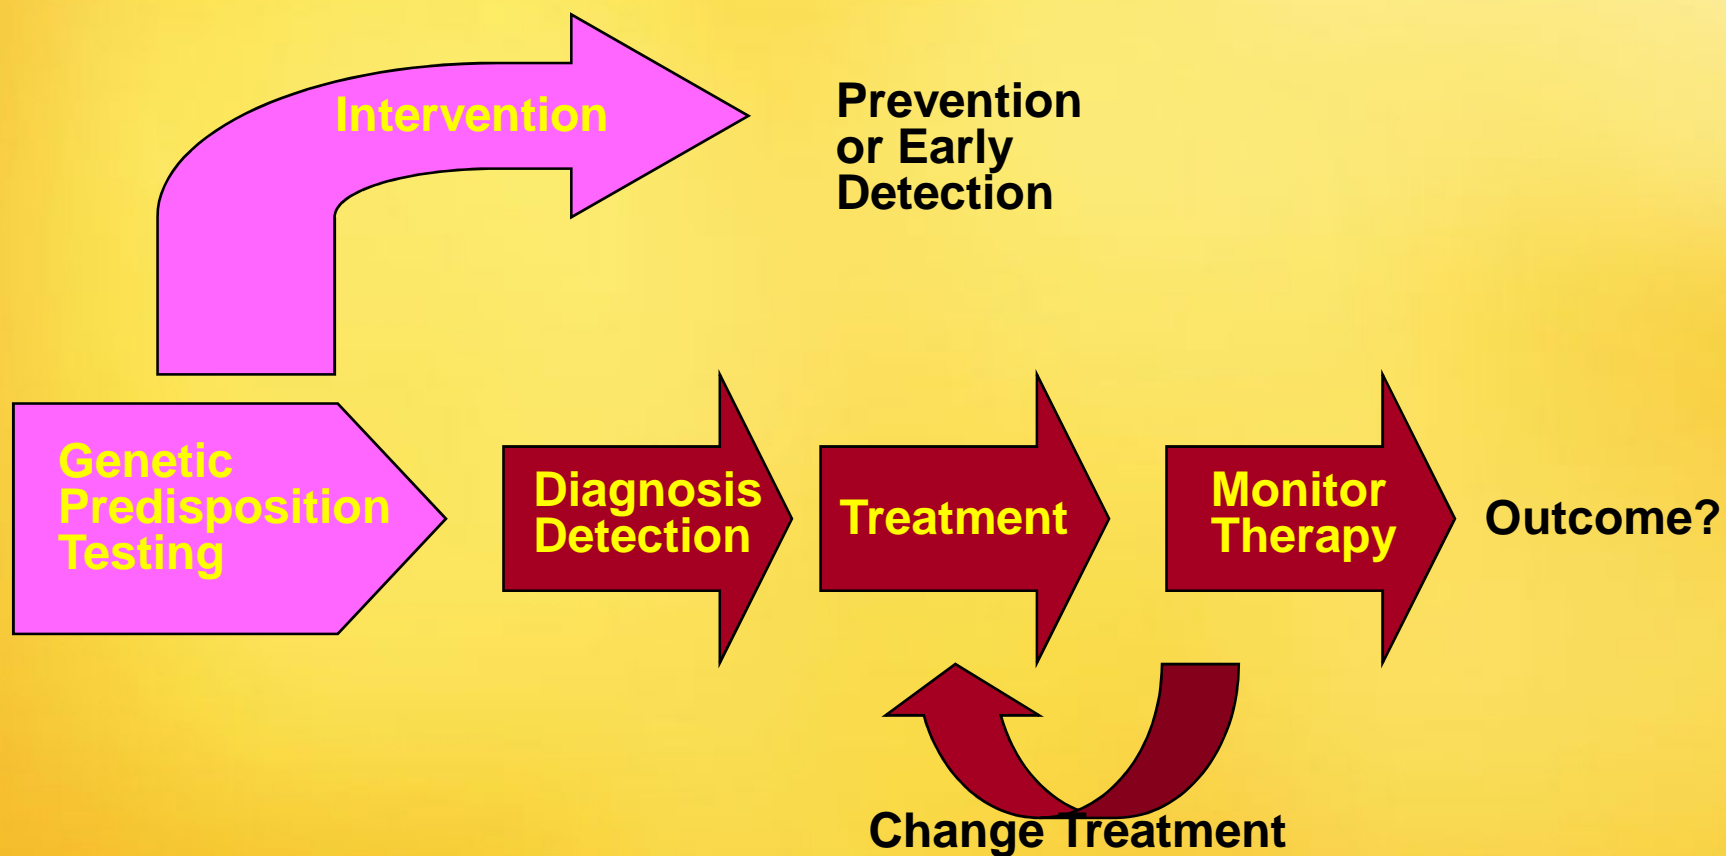 Intervention
Prevention
or Early
Detection
Genetic
Predisposition
Testing
Diagnosis
Detection
Treatment
Monitor
Therapy
Outcome?
Change Treatment